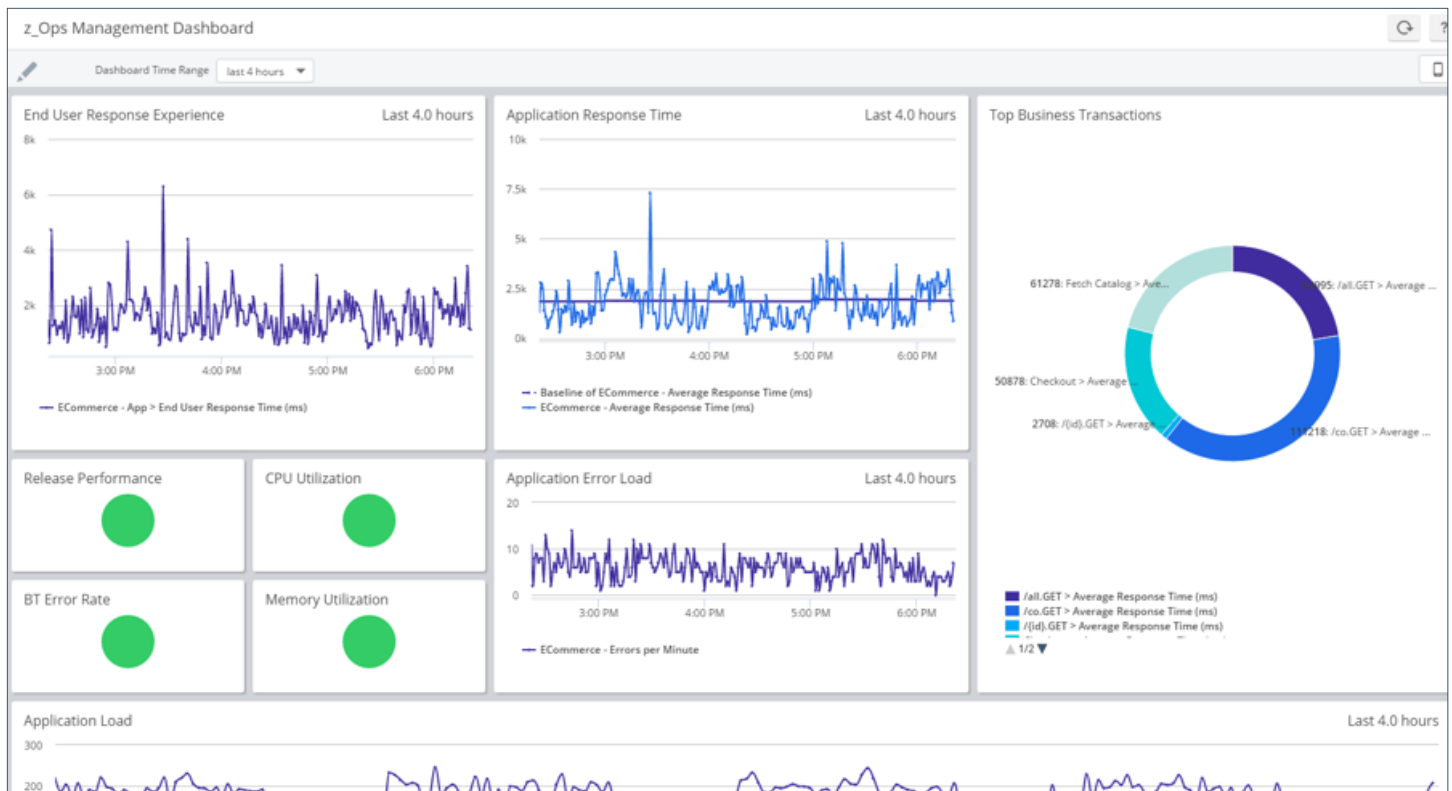 z_Ops Management Dashboard
?
Dashboard Time Range last 4 hours
End User Response Experience Last 4.0 hours
8k
6k
4k
2k
3:00 PM 4:00 PM 5:00 PM 6:00 PM
ECommerce - App > End User Response Time (ms)
Application Response Time Last 4.0 hours
10k
7.5k
5k
2.5k
0k
3:00 PM 4:00 PM 5:00 PM 6:00 PM
Baseline of ECommerce - Average Response Time (ms)
ECommerce - Average Response Time (ms)
Top Business Transactions
61278: Fetch Catalog > Ave...
/all.GET > Average ...
50878: Checkout > Average ...
2708: /{id}.GET > Average ...
/co.GET > Average ...
/all.GET > Average Response Time (ms)
/co.GET > Average Response Time (ms)
/{id}.GET > Average Response Time (ms)
1/2
Release Performance
CPU Utilization
BT Error Rate
Memory Utilization
Application Error Load Last 4.0 hours
20
10
0
3:00 PM 4:00 PM 5:00 PM 6:00 PM
ECommerce - Errors per Minute
Application Load Last 4.0 hours
300
200